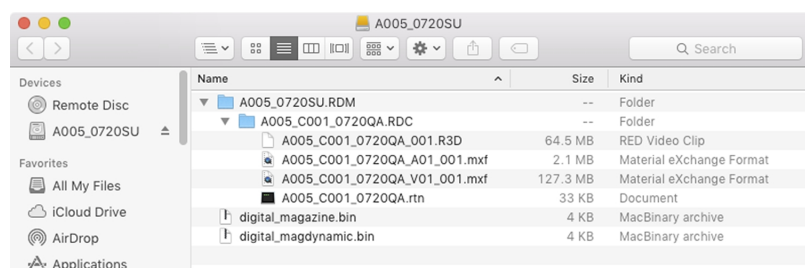 A005_0720SU
Search
Devices
Remote Disc
A005_0720SU
Favorites
All My Files
iCloud Drive
AirDrop
Applications
Name Size Kind
A005_0720SU.RDM -- Folder
A005_C001_0720QA.RDC -- Folder
A005_C001_0720QA_001.R3D 64.5 MB RED Video Clip
A005_C001_0720QA_A01_001.mxf 2.1 MB Material eXchange Format
A005_C001_0720QA_V01_001.mxf 127.3 MB Material eXchange Format
A005_C001_0720QA.rtn 33 KB Document
digital_magazine.bin 4 KB MacBinary archive
digital_magdynamic.bin 4 KB MacBinary archive